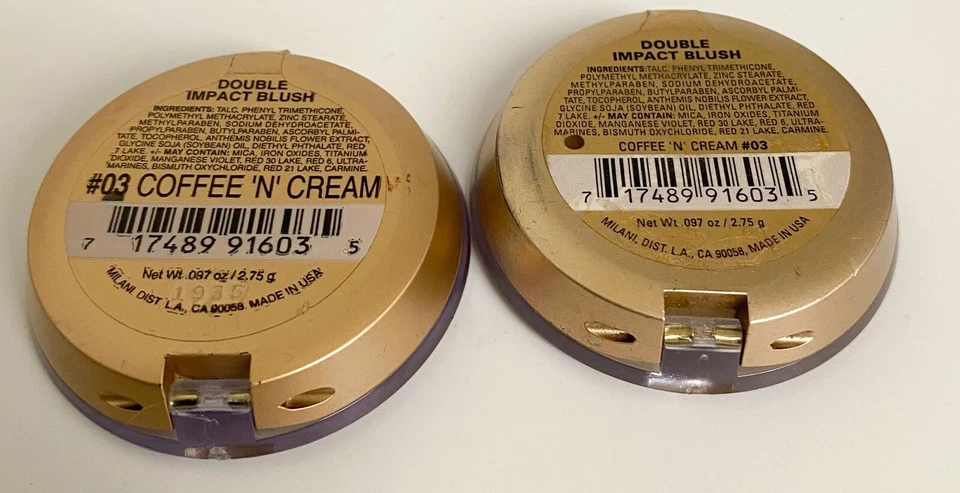 DOUBLE
IMPACT BLUSH
INGREDIENTS: TALC, PHENYL TRIMETHICONE,
POLYMETHYL METHACRYLATE, ZINC STEARATE,
METHYLPARABEN, SODIUM DEHYDROACETATE,
PROPYLPARABEN, BUTYLPARABEN, ASCORBYL PALMI-
TATE, TOCOPHEROL, ANTHEMIS NOBILIS FLOWER EXTRACT,
GLYCINE SOJA (SOYBEAN) OIL, DIETHYL PHTHALATE, RED
7 LAKE. +/- MAY CONTAIN: MICA, IRON OXIDES, TITANIUM
DIOXIDE, MANGANESE VIOLET, RED 30 LAKE, RED 6, ULTRA-
MARINES, BISMUTH OXYCHLORIDE, RED 21 LAKE, CARMINE.
#03 COFFEE 'N' CREAM
7 17489 91603 5
Net Wt .097 oz / 2.75 g
MILANI, DIST. L.A., CA 90058, MADE IN USA
DOUBLE
IMPACT BLUSH
INGREDIENTS: TALC, PHENYL TRIMETHICONE,
POLYMETHYL METHACRYLATE, ZINC STEARATE,
METHYLPARABEN, SODIUM DEHYDROACETATE,
PROPYLPARABEN, BUTYLPARABEN, ASCORBYL PALMI-
TATE, TOCOPHEROL, ANTHEMIS NOBILIS FLOWER EXTRACT,
GLYCINE SOJA (SOYBEAN) OIL, DIETHYL PHTHALATE, RED
7 LAKE. +/- MAY CONTAIN: MICA, IRON OXIDES, TITANIUM
DIOXIDE, MANGANESE VIOLET, RED 30 LAKE, RED 6, ULTRA-
MARINES, BISMUTH OXYCHLORIDE, RED 21 LAKE, CARMINE.
COFFEE 'N' CREAM #03
7 17489 91603 5
Net Wt .097 oz / 2.75 g
MILANI, DIST. L.A., CA 90058, MADE IN USA